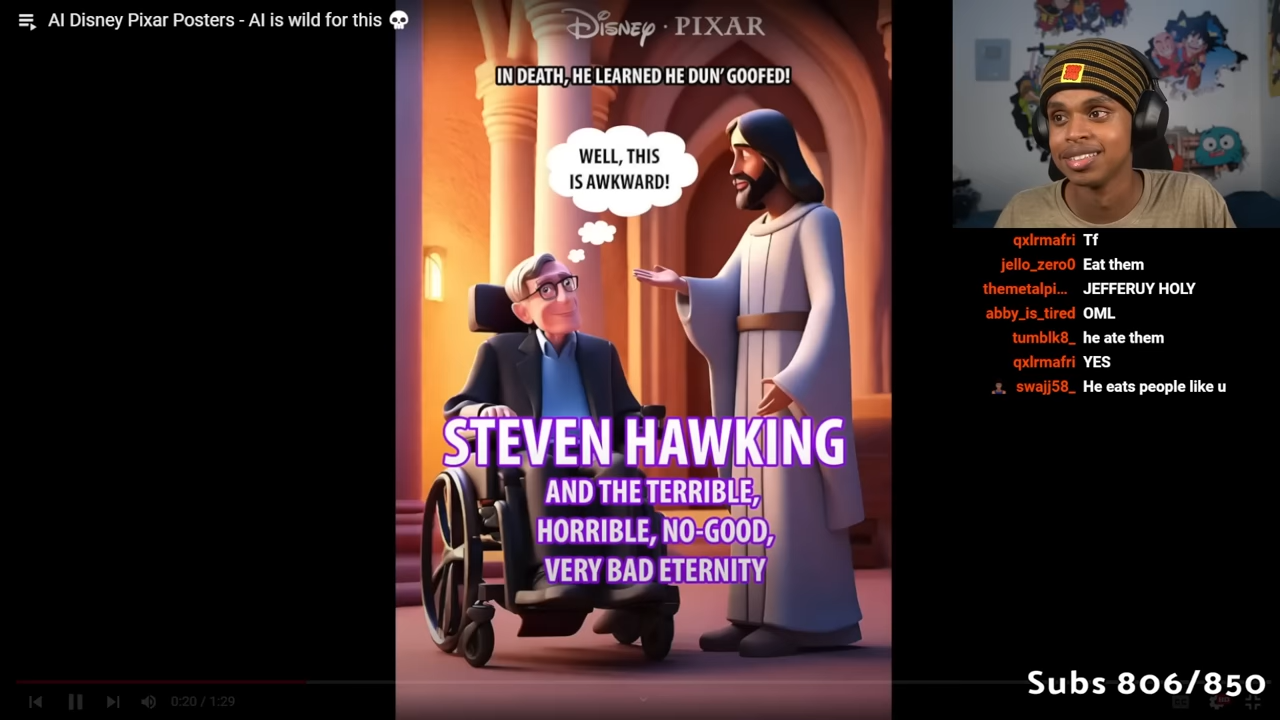 AI Disney Pixar Posters - AI is wild for this 💀
Disney · PIXAR
IN DEATH, HE LEARNED HE DUN' GOOFED!
WELL, THIS
IS AWKWARD!
STEVEN HAWKING
AND THE TERRIBLE,
HORRIBLE, NO-GOOD,
VERY BAD ETERNITY
qxlrmafri Tf
jello_zero0 Eat them
themetalpi... JEFFERUY HOLY
abby_is_tired OML
tumblk8_ he ate them
qxlrmafri YES
swajj58_ He eats people like u
Subs 806/850
0:20 / 1:29